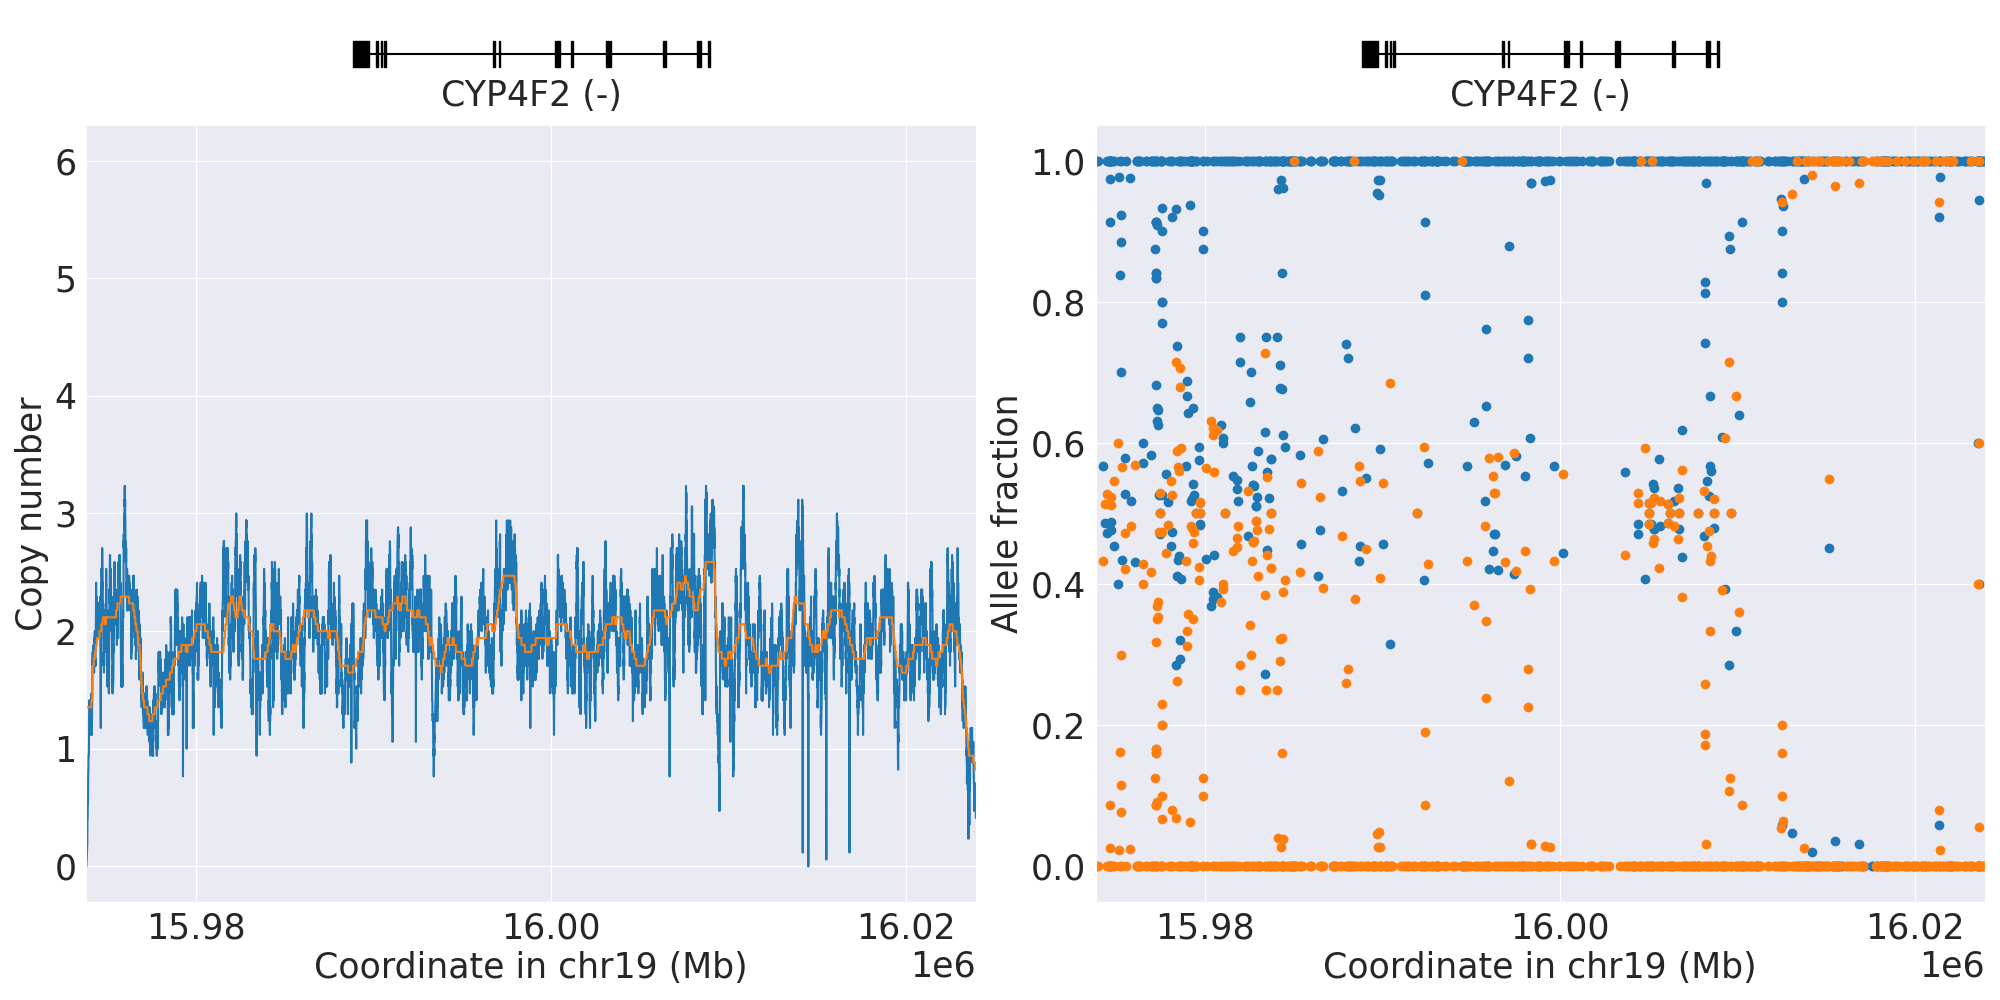 CYP4F2 (-)
6
5
4
3
2
1
0
Copy number
15.98
16.00
16.02
Coordinate in chr19 (Mb)
1e6
CYP4F2 (-)
1.0
0.8
0.6
0.4
0.2
0.0
Allele fraction
15.98
16.00
16.02
Coordinate in chr19 (Mb)
1e6